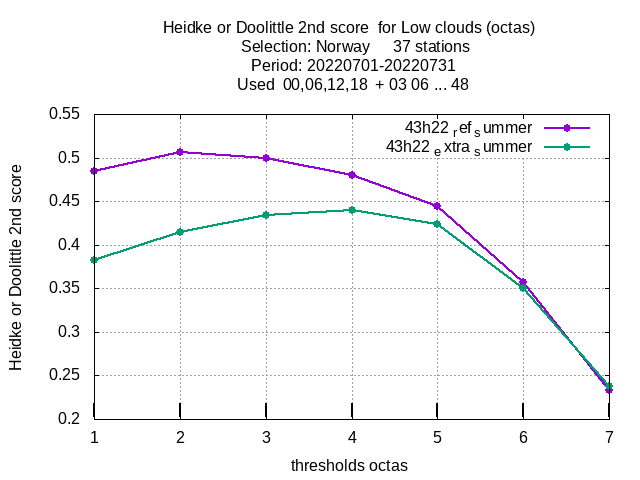 Heidke or Doolittle 2nd score  for Low clouds (octas)
Selection: Norway     37 stations
Period: 20220701-20220731
Used  00,06,12,18  + 03 06 ... 48
0.55
0.5
0.45
0.4
0.35
0.3
0.25
0.2
Heidke or Doolittle 2nd score
43h22 ref summer
43h22 extra summer
1 2 3 4 5 6 7
thresholds octas